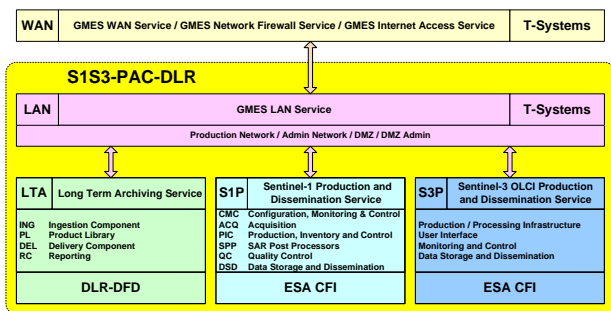 WAN GMES WAN Service / GMES Network Firewall Service / GMES Internet Access Service T-Systems
S1S3-PAC-DLR
LAN GMES LAN Service T-Systems
Production Network / Admin Network / DMZ / DMZ Admin
LTA Long Term Archiving Service
ING Ingestion Component
PL Product Library
DEL Delivery Component
RC Reporting
DLR-DFD
S1P Sentinel-1 Production and
Dissemination Service
CMC Configuration, Monitoring & Control
ACQ Acquisition
PIC Production, Inventory and Control
SPP SAR Post Processors
QC Quality Control
DSD Data Storage and Dissemination
ESA CFI
S3P Sentinel-3 OLCI Production
and Dissemination Service
Production / Processing Infrastructure
User Interface
Monitoring and Control
Data Storage and Dissemination
ESA CFI